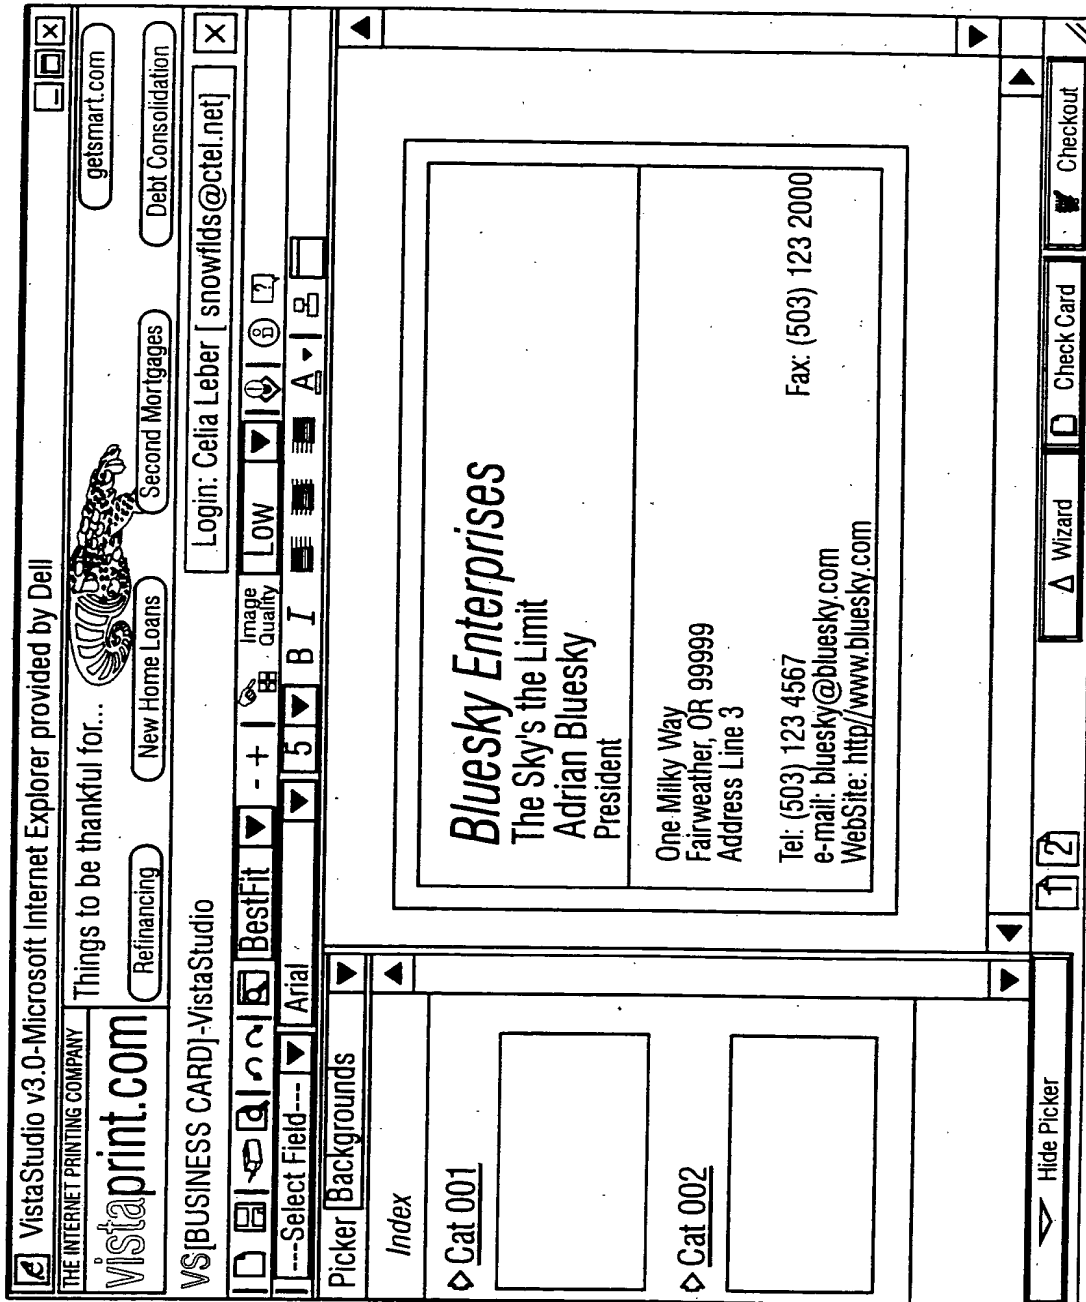 VistaStudio v3.0-Microsoft Internet Explorer provided by Dell
THE INTERNET PRINTING COMPANY
vistaprint.com
Things to be thankful for...
getsmart.com
Refinancing
New Home Loans
Second Mortgages
Debt Consolidation
VS[BUSINESS CARD]-VistaStudio
Login: Celia Leber [ snowflds@ctel.net]
BestFit - + Image Quality Low
---Select Field--- Arial 5 B I A
Picker Backgrounds
Index
Cat 001
Cat 002
Bluesky Enterprises
The Sky's the Limit
Adrian Bluesky
President
One Milky Way
Fairweather, OR 99999
Address Line 3
Tel: (503) 123 4567 Fax: (503) 123 2000
e-mail: bluesky@bluesky.com
WebSite: http//www.bluesky.com
Hide Picker 1 2 Wizard Check Card Checkout